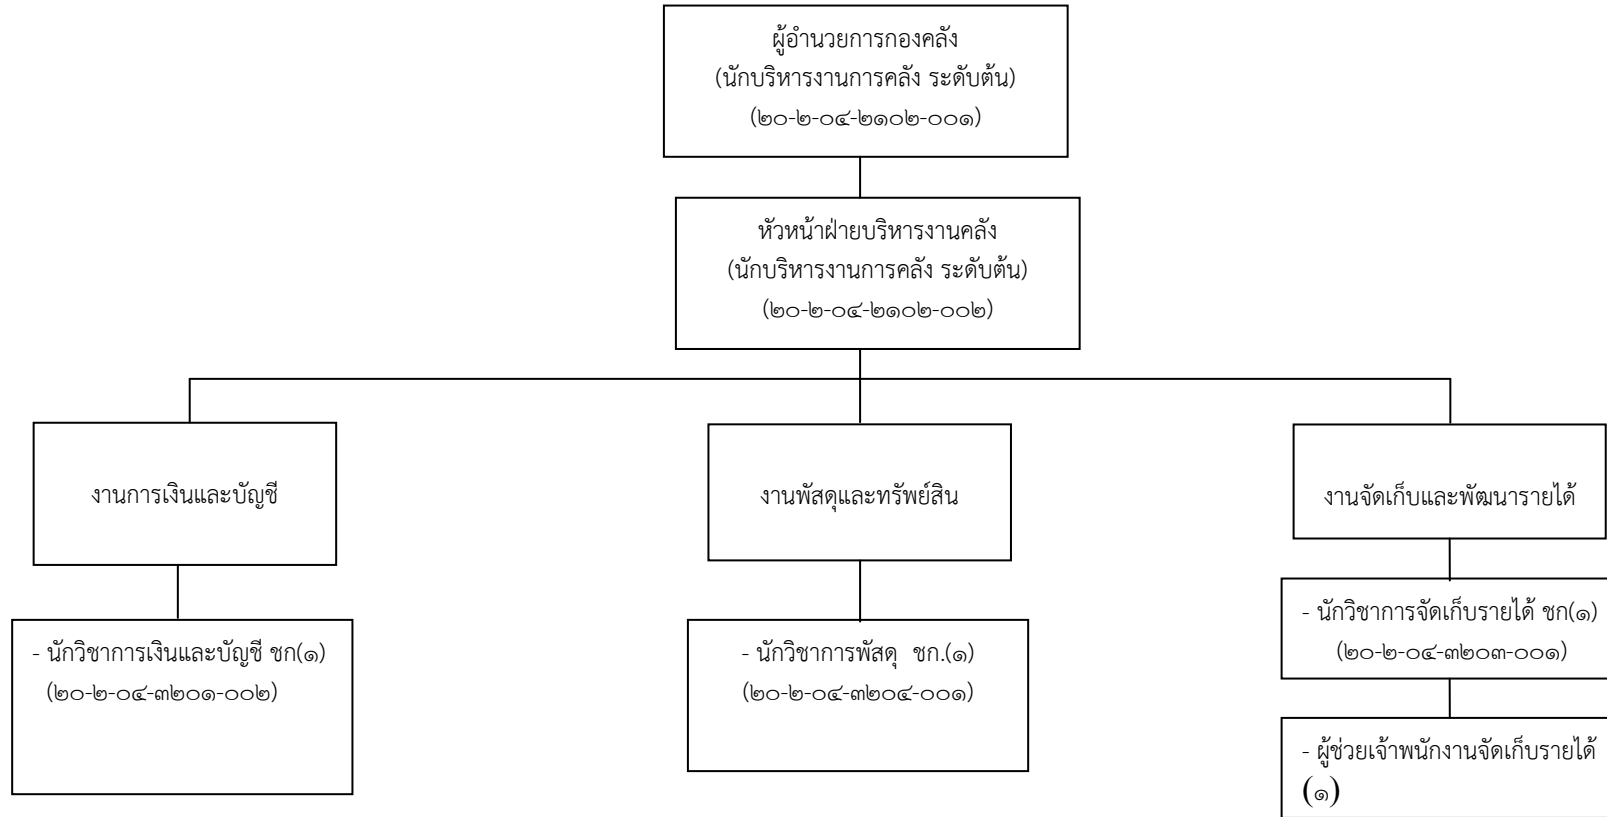 ผู้อำนวยการกองคลัง
(นักบริหารงานการคลัง ระดับต้น)
(๒๐-๒-๐๔-๒๑๐๒-๐๐๑)
หัวหน้าฝ่ายบริหารงานคลัง
(นักบริหารงานการคลัง ระดับต้น)
(๒๐-๒-๐๔-๒๑๐๒-๐๐๒)
งานการเงินและบัญชี
งานพัสดุและทรัพย์สิน
งานจัดเก็บและพัฒนารายได้
- นักวิชาการเงินและบัญชี ชก(๑)
(๒๐-๒-๐๔-๓๒๐๑-๐๐๒)
- นักวิชาการพัสดุ ชก.(๑)
(๒๐-๒-๐๔-๓๒๐๔-๐๐๑)
- นักวิชาการจัดเก็บรายได้ ชก(๑)
(๒๐-๒-๐๔-๓๒๐๓-๐๐๑)
- ผู้ช่วยเจ้าพนักงานจัดเก็บรายได้
(๑)